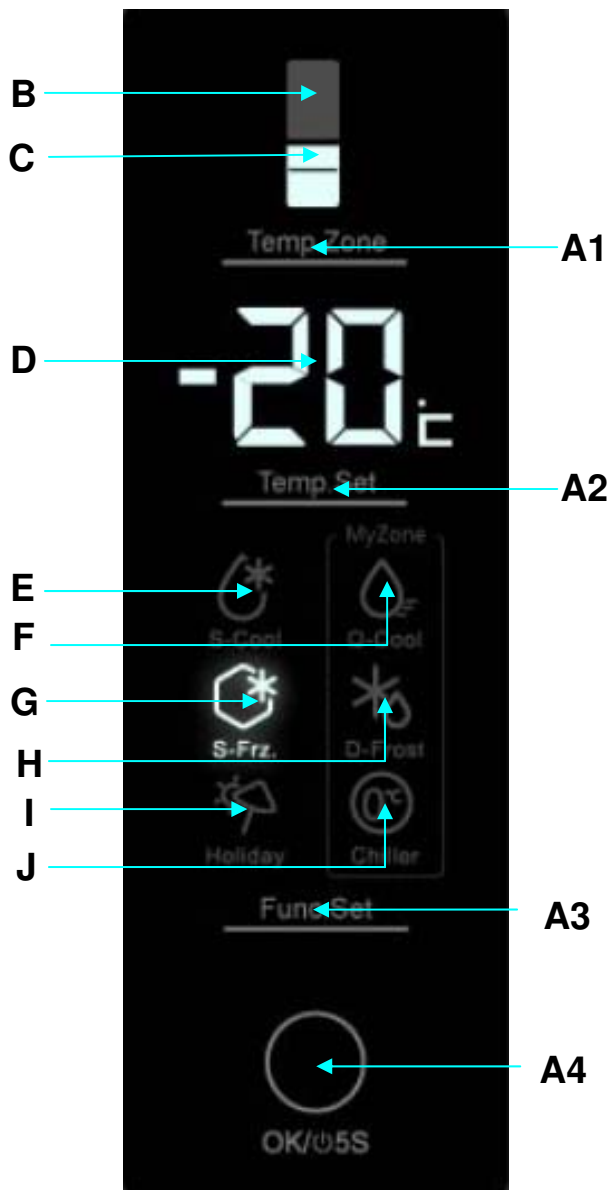 B
C
Temp.Zone
A1
D
-20℃
Temp.Set
A2
MyZone
E
S-Cool
F
Q-Cool
G
S-Frz.
H
D-Frost
I
Holiday
J
0℃
Chiller
Func.Set
A3
A4
OK/⏻5S